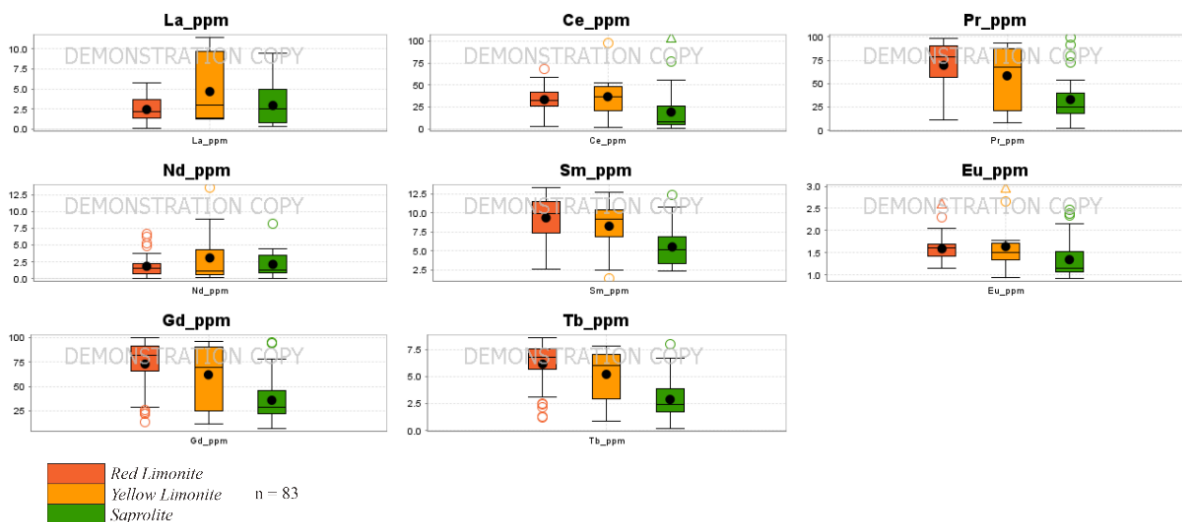 La_ppm
12.5
10.0
7.5
5.0
2.5
0.0
DEMONSTRATION COPY
La_ppm
Ce_ppm
100
75
50
25
0
DEMONSTRATION COPY
Ce_ppm
Pr_ppm
100
75
50
25
0
DEMONSTRATION COPY
Pr_ppm
Nd_ppm
12.5
10.0
7.5
5.0
2.5
0.0
DEMONSTRATION COPY
Nd_ppm
Sm_ppm
12.5
10.0
7.5
5.0
2.5
DEMONSTRATION COPY
Sm_ppm
Eu_ppm
3.0
2.5
2.0
1.5
1.0
DEMONSTRATION COPY
Eu_ppm
Gd_ppm
100
75
50
25
DEMONSTRATION COPY
Gd_ppm
Tb_ppm
7.5
5.0
2.5
0.0
DEMONSTRATION COPY
Tb_ppm
Red Limonite
Yellow Limonite n = 83
Saprolite